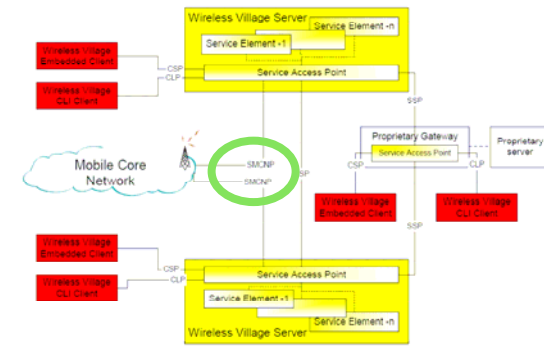 Wireless Village Server
Service Element -n
Service Element -1
Wireless Village
Embedded Client
CSP
CLP
Service Access Point
Wireless Village
CLI Client
SSP
Proprietary Gateway
Proprietary
server
Service Access Point
Mobile Core
Network
SMCNP
SMCNP
SP
CSP
CLP
Wireless Village
Embedded Client
Wireless Village
CLI Client
SSP
Wireless Village
Embedded Client
CSP
CLP
Service Access Point
Wireless Village
CLI Client
Service Element -1
Service Element -n
Wireless Village Server